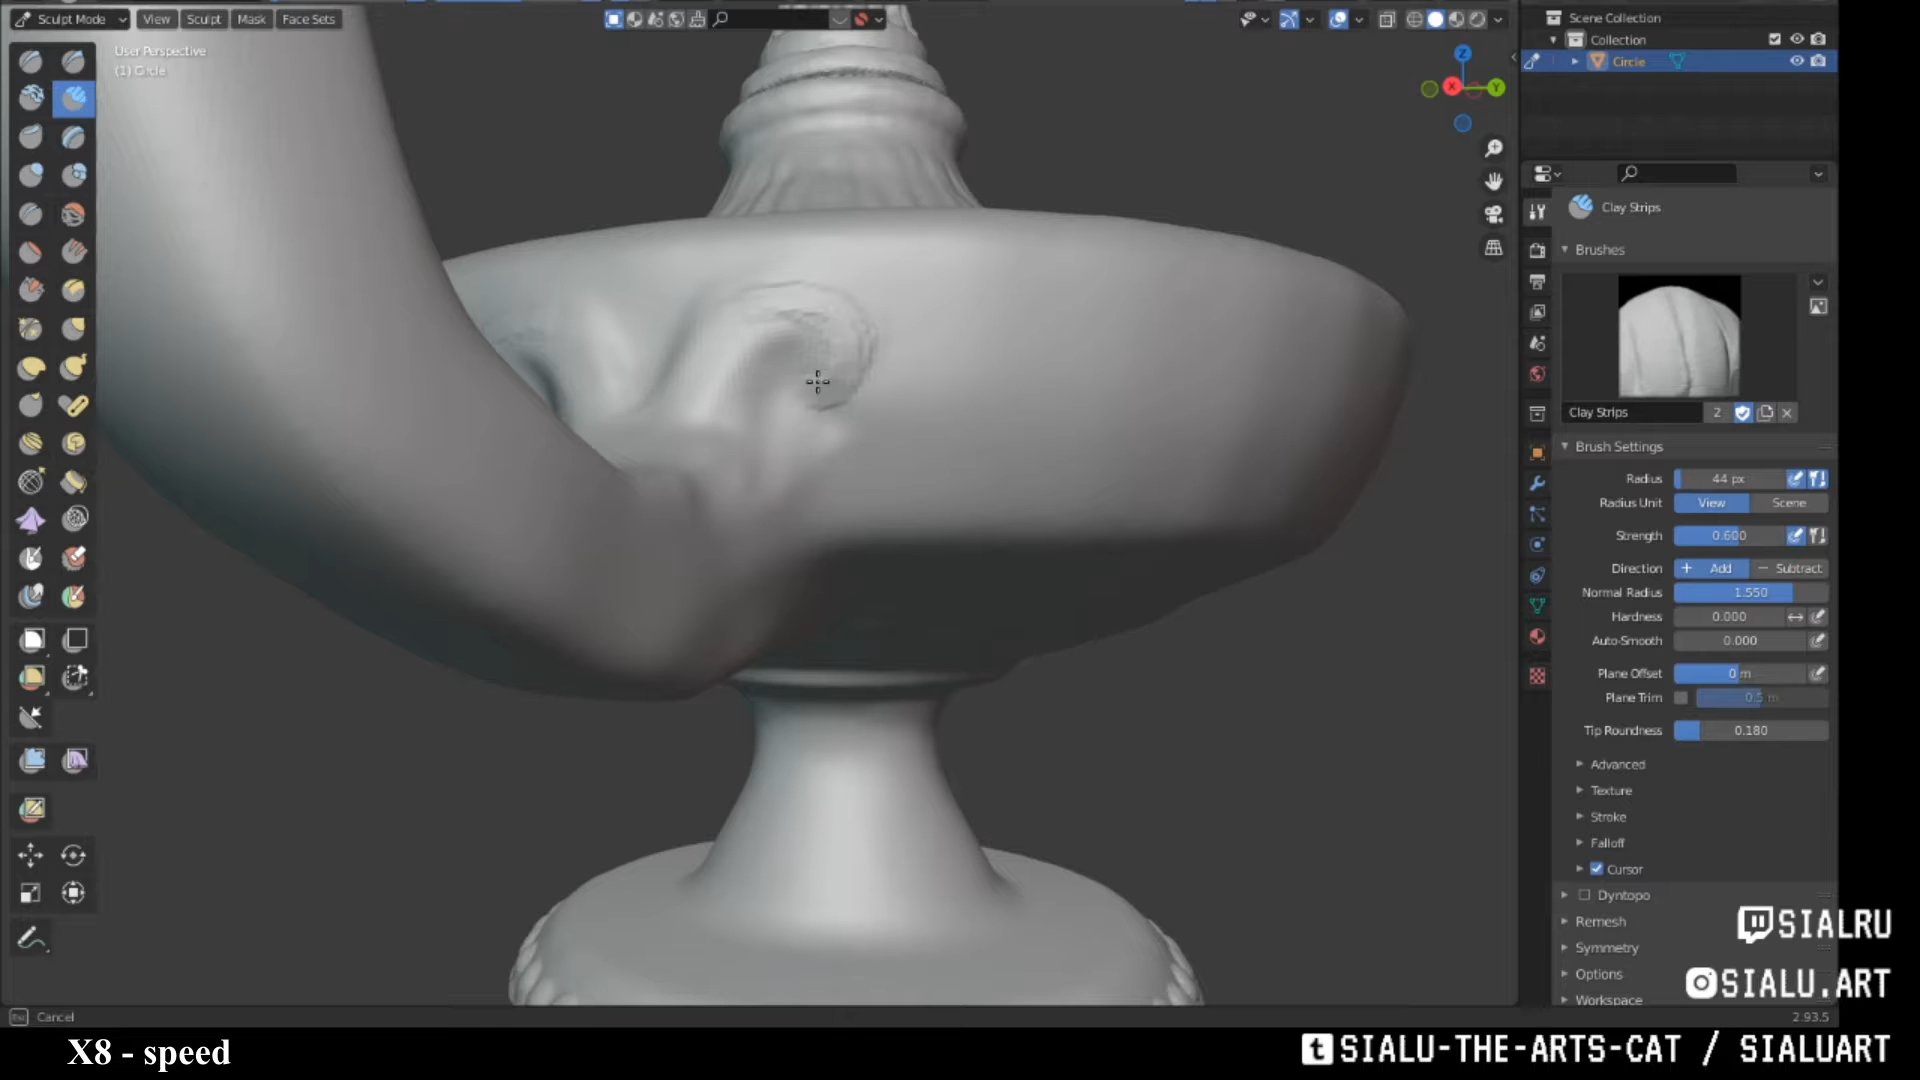 Sculpt Mode View Sculpt Mask Face Sets
User Perspective
(1) Circle
Z
X
Y
Scene Collection
Collection
Circle
Clay Strips
Brushes
Clay Strips 2
Brush Settings
Radius 44 px
Radius Unit View Scene
Strength 0.600
Direction + Add − Subtract
Normal Radius 1.550
Hardness 0.000
Auto-Smooth 0.000
Plane Offset 0 m
Plane Trim 0.5 m
Tip Roundness 0.180
Advanced
Texture
Stroke
Falloff
Cursor
Dyntopo
Remesh
Symmetry
Options
Workspace
SIALRU
SIALU.ART
Esc Cancel
2.93.5
X8 - speed
t SIALU-THE-ARTS-CAT / SIALUART